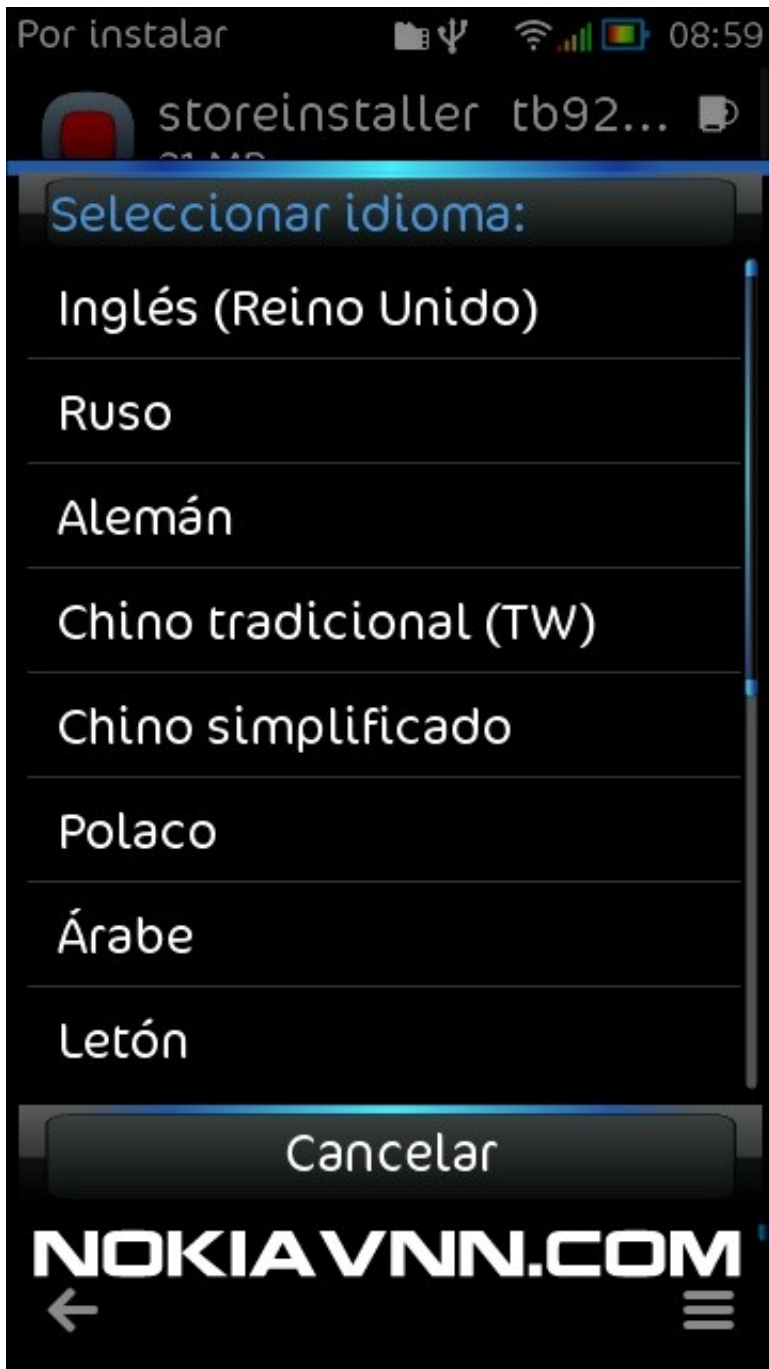 Por instalar 08:59
storeinstaller tb92...
Seleccionar idioma:
Inglés (Reino Unido)
Ruso
Alemán
Chino tradicional (TW)
Chino simplificado
Polaco
Árabe
Letón
Cancelar
NOKIAVNN.COM